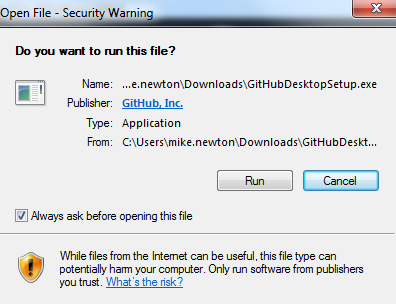 Open File - Security Warning
Do you want to run this file?
Name: ...e.newton\Downloads\GitHubDesktopSetup.exe
Publisher: GitHub, Inc.
Type: Application
From: C:\Users\mike.newton\Downloads\GitHubDeskt...
Run Cancel
Always ask before opening this file
While files from the Internet can be useful, this file type can
potentially harm your computer. Only run software from publishers
you trust. What's the risk?